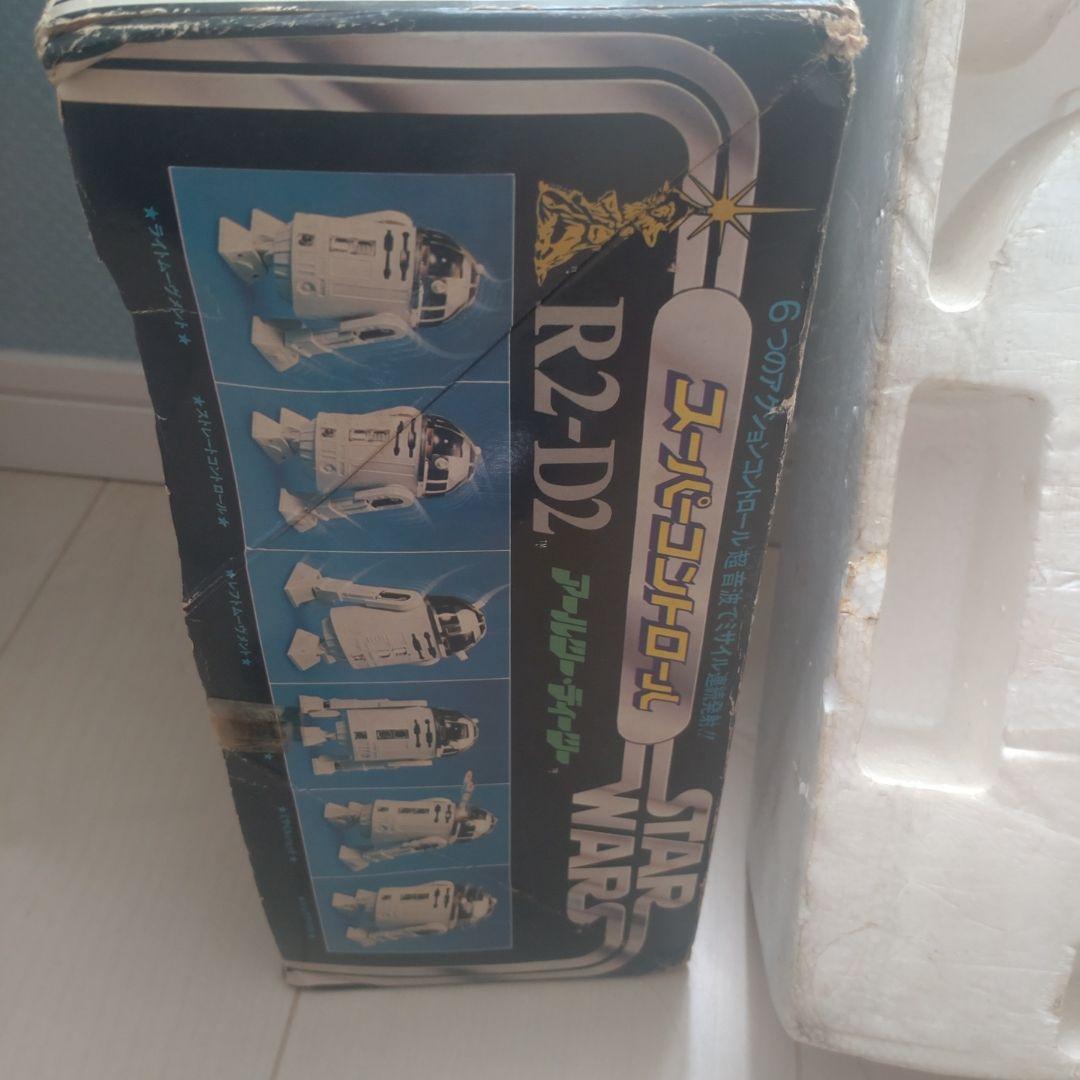 6つのアクションコントロール 超音波でミサイル連続発射!!
スーパーコントロール
STAR
WARS
R2-D2™
アールツー・ディーツー™
★ライトムーヴメント★
★ストレートコントロール★
★レフトムーヴメント★